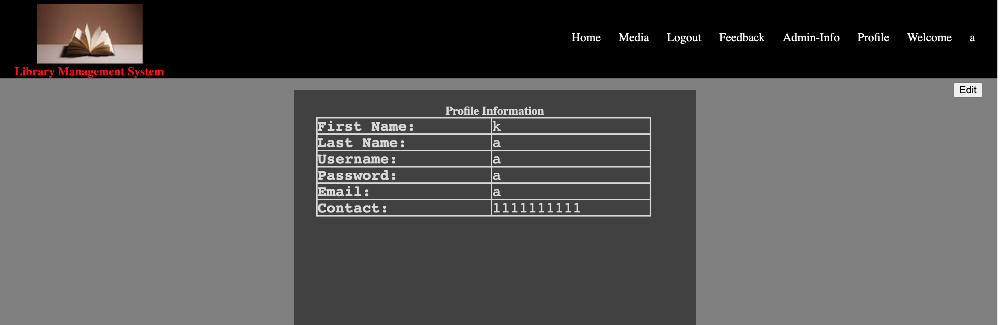 Home Media Logout Feedback Admin-Info Profile Welcome a
Library Management System
Edit
Profile Information
First Name: k
Last Name: a
Username: a
Password: a
Email: a
Contact: 1111111111